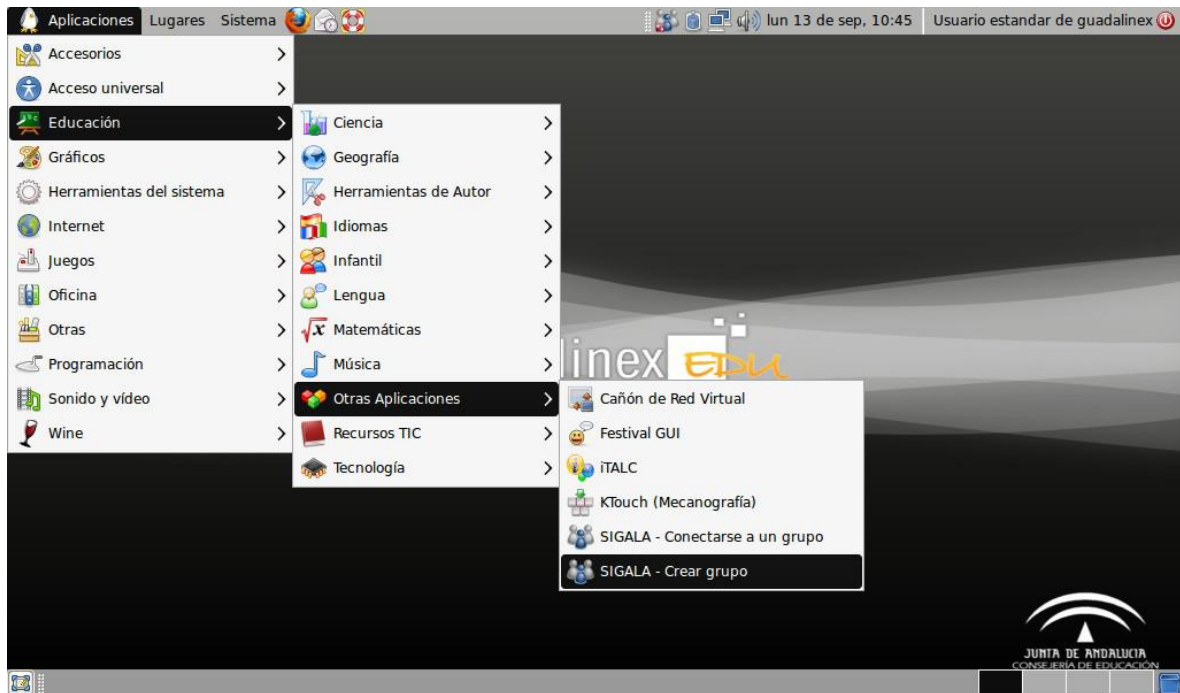 Aplicaciones Lugares Sistema lun 13 de sep, 10:45 Usuario estandar de guadalinex
Accesorios
Acceso universal
Educación
Gráficos
Herramientas del sistema
Internet
Juegos
Oficina
Otras
Programación
Sonido y vídeo
Wine
Ciencia
Geografía
Herramientas de Autor
Idiomas
Infantil
Lengua
Matemáticas
Música
Otras Aplicaciones
Recursos TIC
Tecnología
Cañón de Red Virtual
Festival GUI
iTALC
KTouch (Mecanografía)
SIGALA - Conectarse a un grupo
SIGALA - Crear grupo
linex EDU
JUNTA DE ANDALUCIA
CONSEJERÍA DE EDUCACIÓN